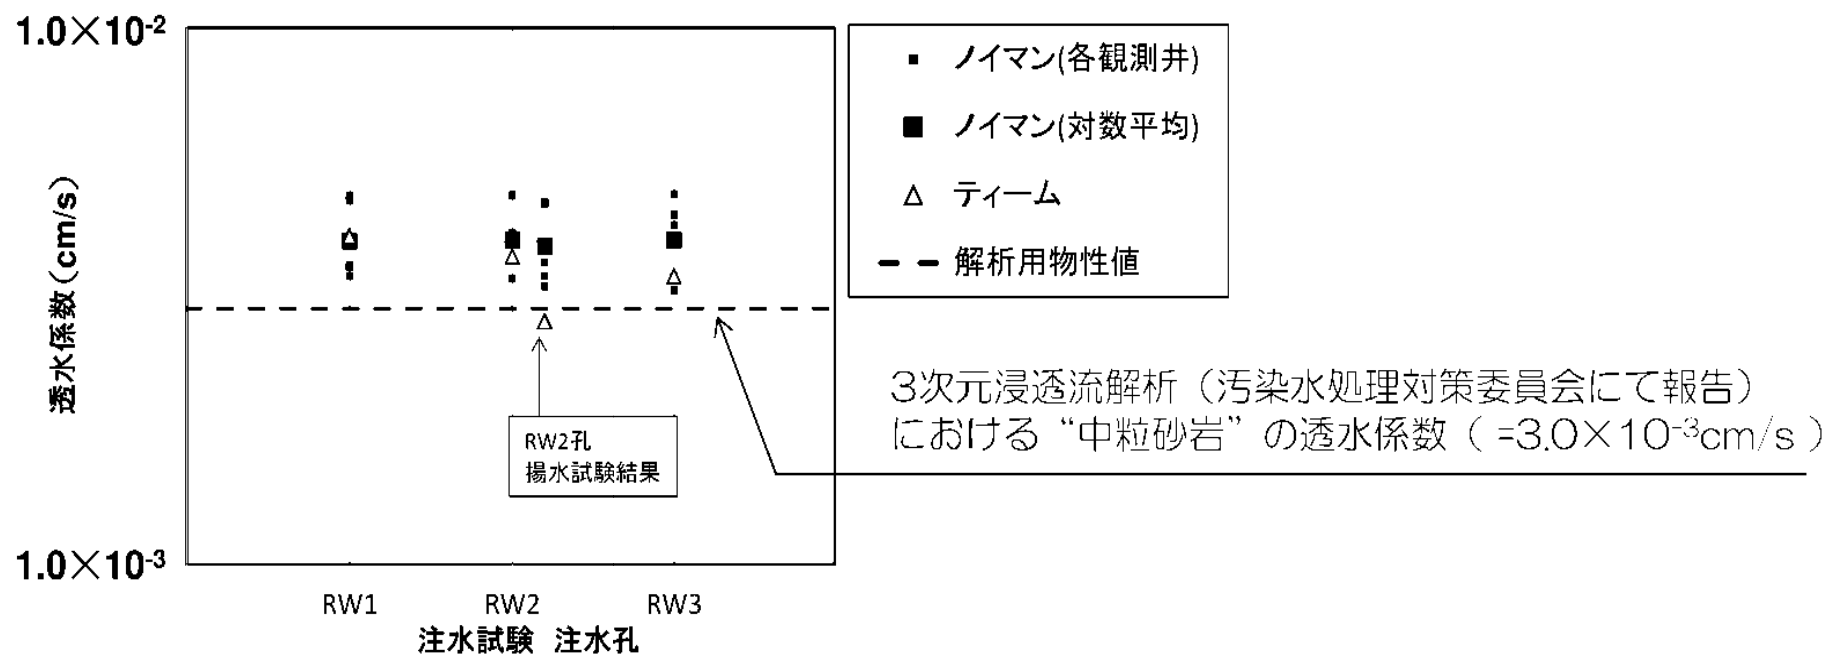 1.0×10-2
透水係数(cm/s)
1.0×10-3
RW1
RW2
RW3
注水試験 注水孔
RW2孔
揚水試験結果
ノイマン(各観測井)
ノイマン(対数平均)
ティーム
解析用物性値
3次元浸透流解析（汚染水処理対策委員会にて報告）
における“中粒砂岩”の透水係数（ =3.0×10-3cm/s ）